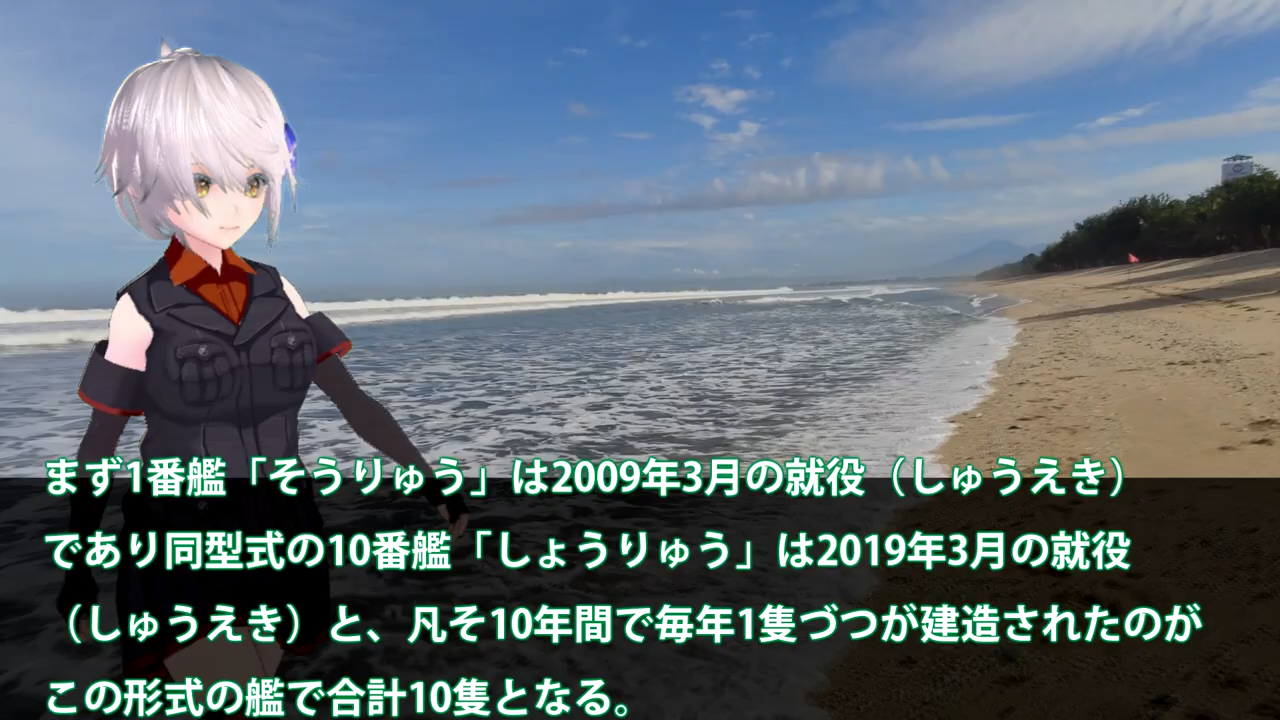 まず1番艦「そうりゅう」は2009年3月の就役（しゅうえき）
であり同型式の10番艦「しょうりゅう」は2019年3月の就役
（しゅうえき）と、凡そ10年間で毎年1隻づつが建造されたのが
この形式の艦で合計10隻となる。